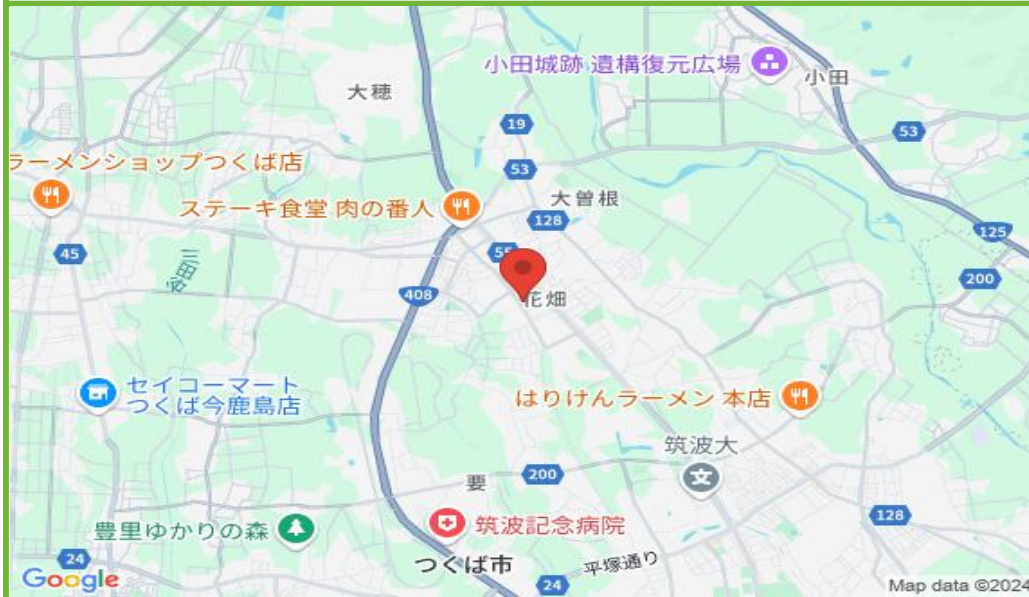 小田城跡 遺構復元広場
小田
大穂
19
53
53
ラーメンショップつくば店
大曽根
ステーキ食堂 肉の番人
128
125
45
55
200
三田谷
408
花畑
セイコーマート
つくば今鹿島店
はりけんラーメン 本店
筑波大
200
要
128
筑波記念病院
豊里ゆかりの森
つくば市
平塚通り
24
24
Google
Map data ©2024